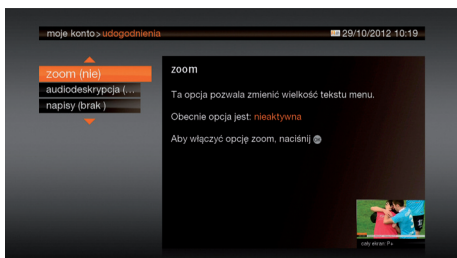 moje konto > udogodnienia
29/10/2012 10:19
zoom (nie)
audiodeskrypcja (...
napisy (brak )
zoom
Ta opcja pozwala zmienić wielkość tekstu menu.
Obecnie opcja jest: nieaktywna
Aby włączyć opcję zoom, naciśnij OK
cały ekran: P+